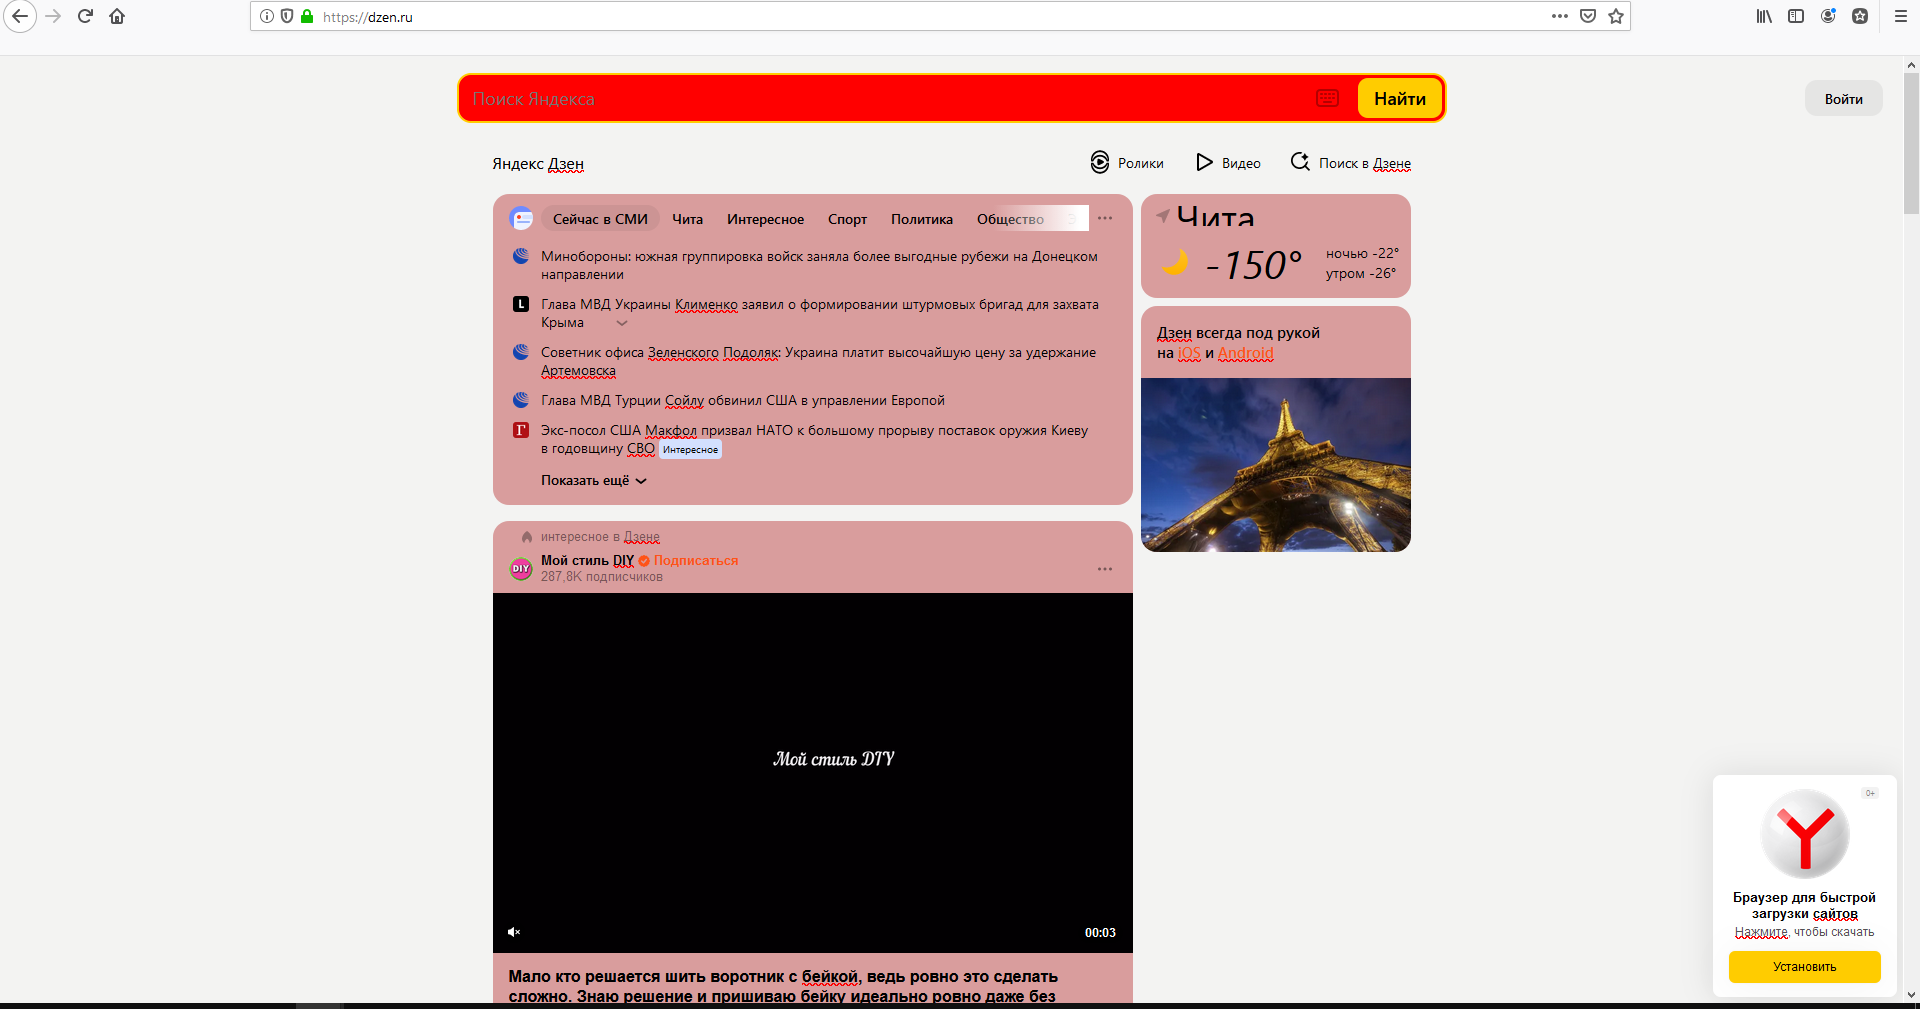 https://dzen.ru
Поиск Яндекса
Найти
Войти
Яндекс Дзен
Ролики
Видео
Поиск в Дзене
Сейчас в СМИ
Чита
Интересное
Спорт
Политика
Общество
Минобороны: южная группировка войск заняла более выгодные рубежи на Донецком
направлении
L
Глава МВД Украины Клименко заявил о формировании штурмовых бригад для захвата
Крыма
Советник офиса Зеленского Подоляк: Украина платит высочайшую цену за удержание
Артемовска
Глава МВД Турции Сойлу обвинил США в управлении Европой
Г
Экс-посол США Макфол призвал НАТО к большому прорыву поставок оружия Киеву
в годовщину СВО Интересное
Показать ещё
Чита
-150°
ночью -22°
утром -26°
Дзен всегда под рукой
на iOS и Android
интересное в Дзене
DIY
Мой стиль DIY Подписаться
287,8K подписчиков
Мой стиль DIY
00:03
Мало кто решается шить воротник с бейкой, ведь ровно это сделать
сложно. Знаю решение и пришиваю бейку идеально ровно даже без
0+
Браузер для быстрой
загрузки сайтов
Нажмите, чтобы скачать
Установить